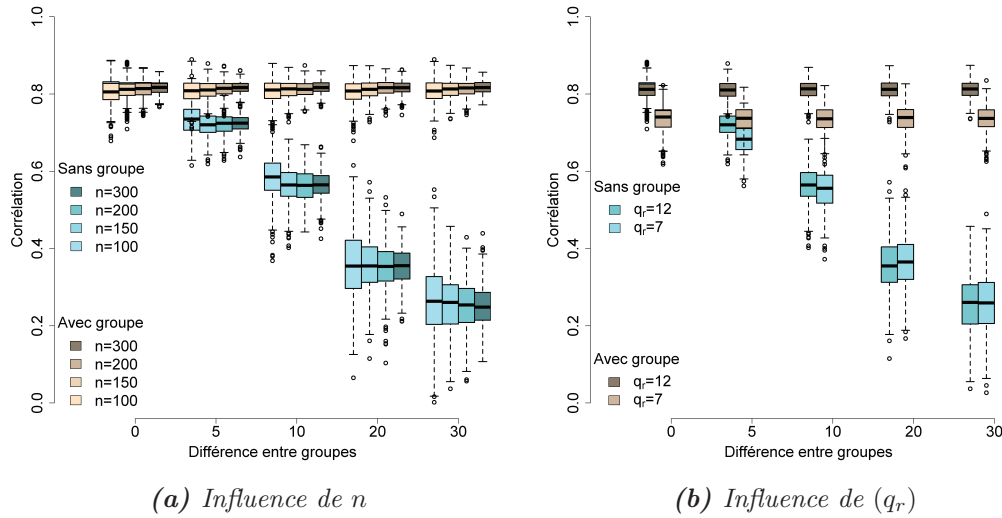 1.0
0.8
0.6
0.4
0.2
0.0
Corrélation
Sans groupe
n=300
n=200
n=150
n=100
Avec groupe
n=300
n=200
n=150
n=100
0 5 10 20 30
Différence entre groupes
(a) Influence de n
1.0
0.8
0.6
0.4
0.2
0.0
Corrélation
Sans groupe
qᵣ=12
qᵣ=7
Avec groupe
qᵣ=12
qᵣ=7
0 5 10 20 30
Différence entre groupes
(b) Influence de (qᵣ)